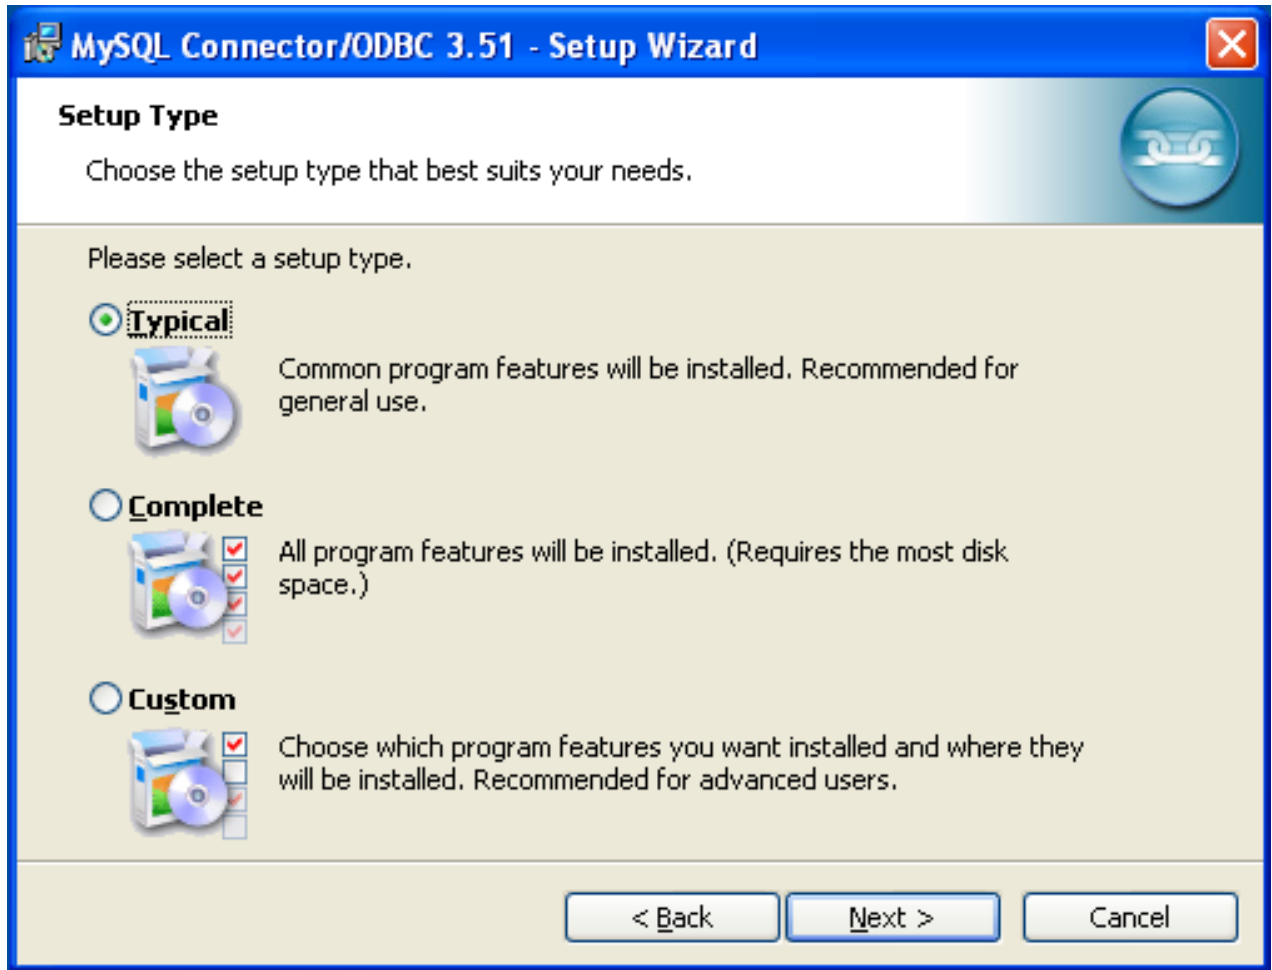 MySQL Connector/ODBC 3.51 - Setup Wizard
Setup Type
Choose the setup type that best suits your needs.
Please select a setup type.
Typical
Common program features will be installed. Recommended for
general use.
Complete
All program features will be installed. (Requires the most disk
space.)
Custom
Choose which program features you want installed and where they
will be installed. Recommended for advanced users.
< Back
Next >
Cancel